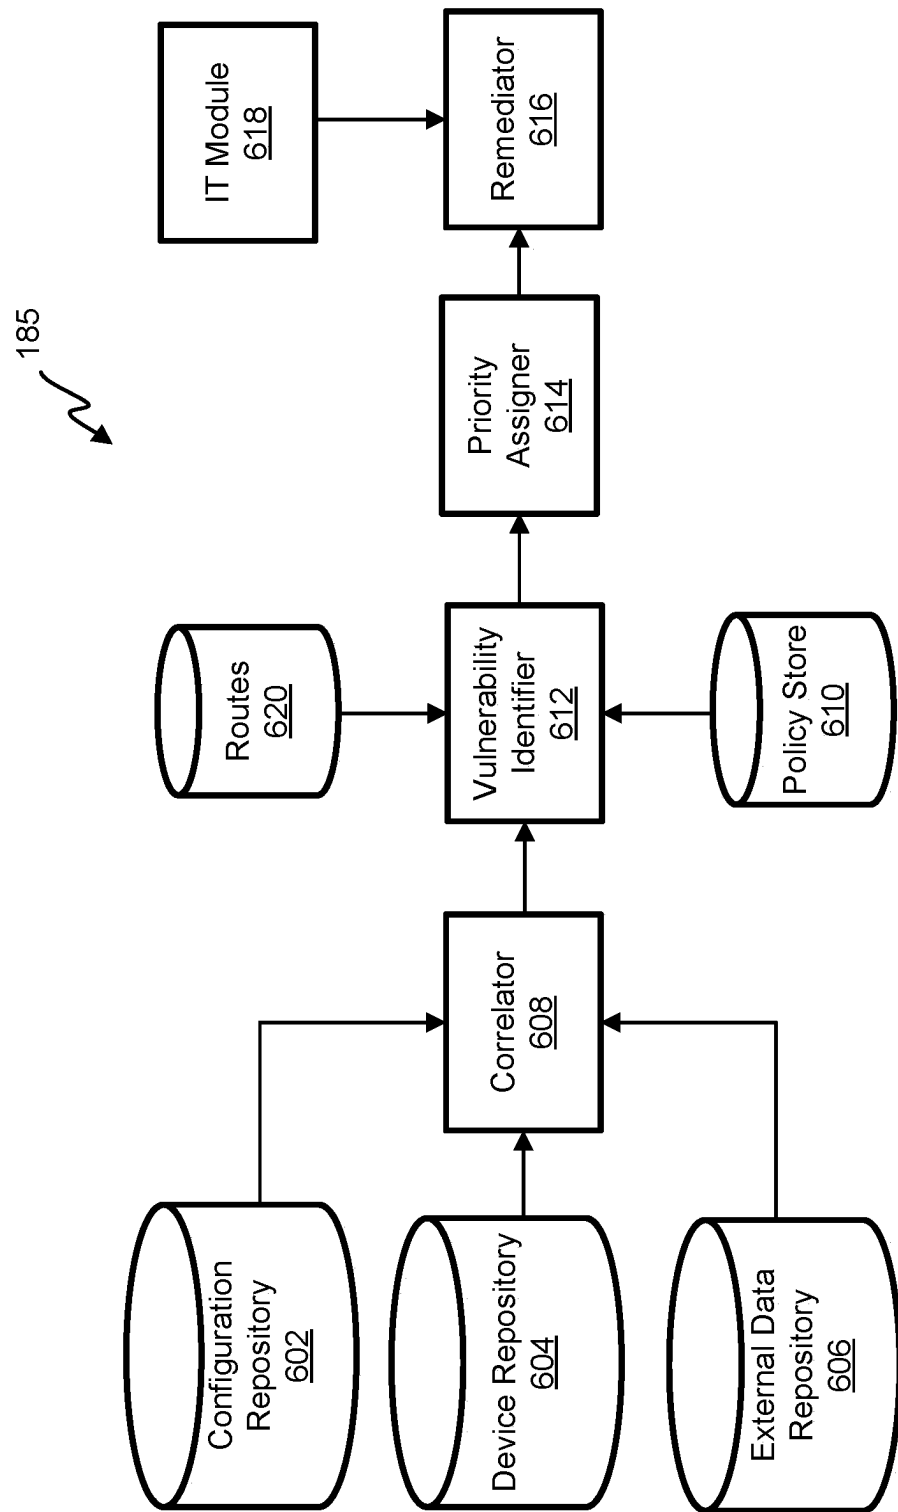 185
Configuration
Repository
602
Device Repository
604
External Data
Repository
606
Correlator
608
Routes
620
Vulnerability
Identifier
612
Policy Store
610
Priority
Assigner
614
IT Module
618
Remediator
616